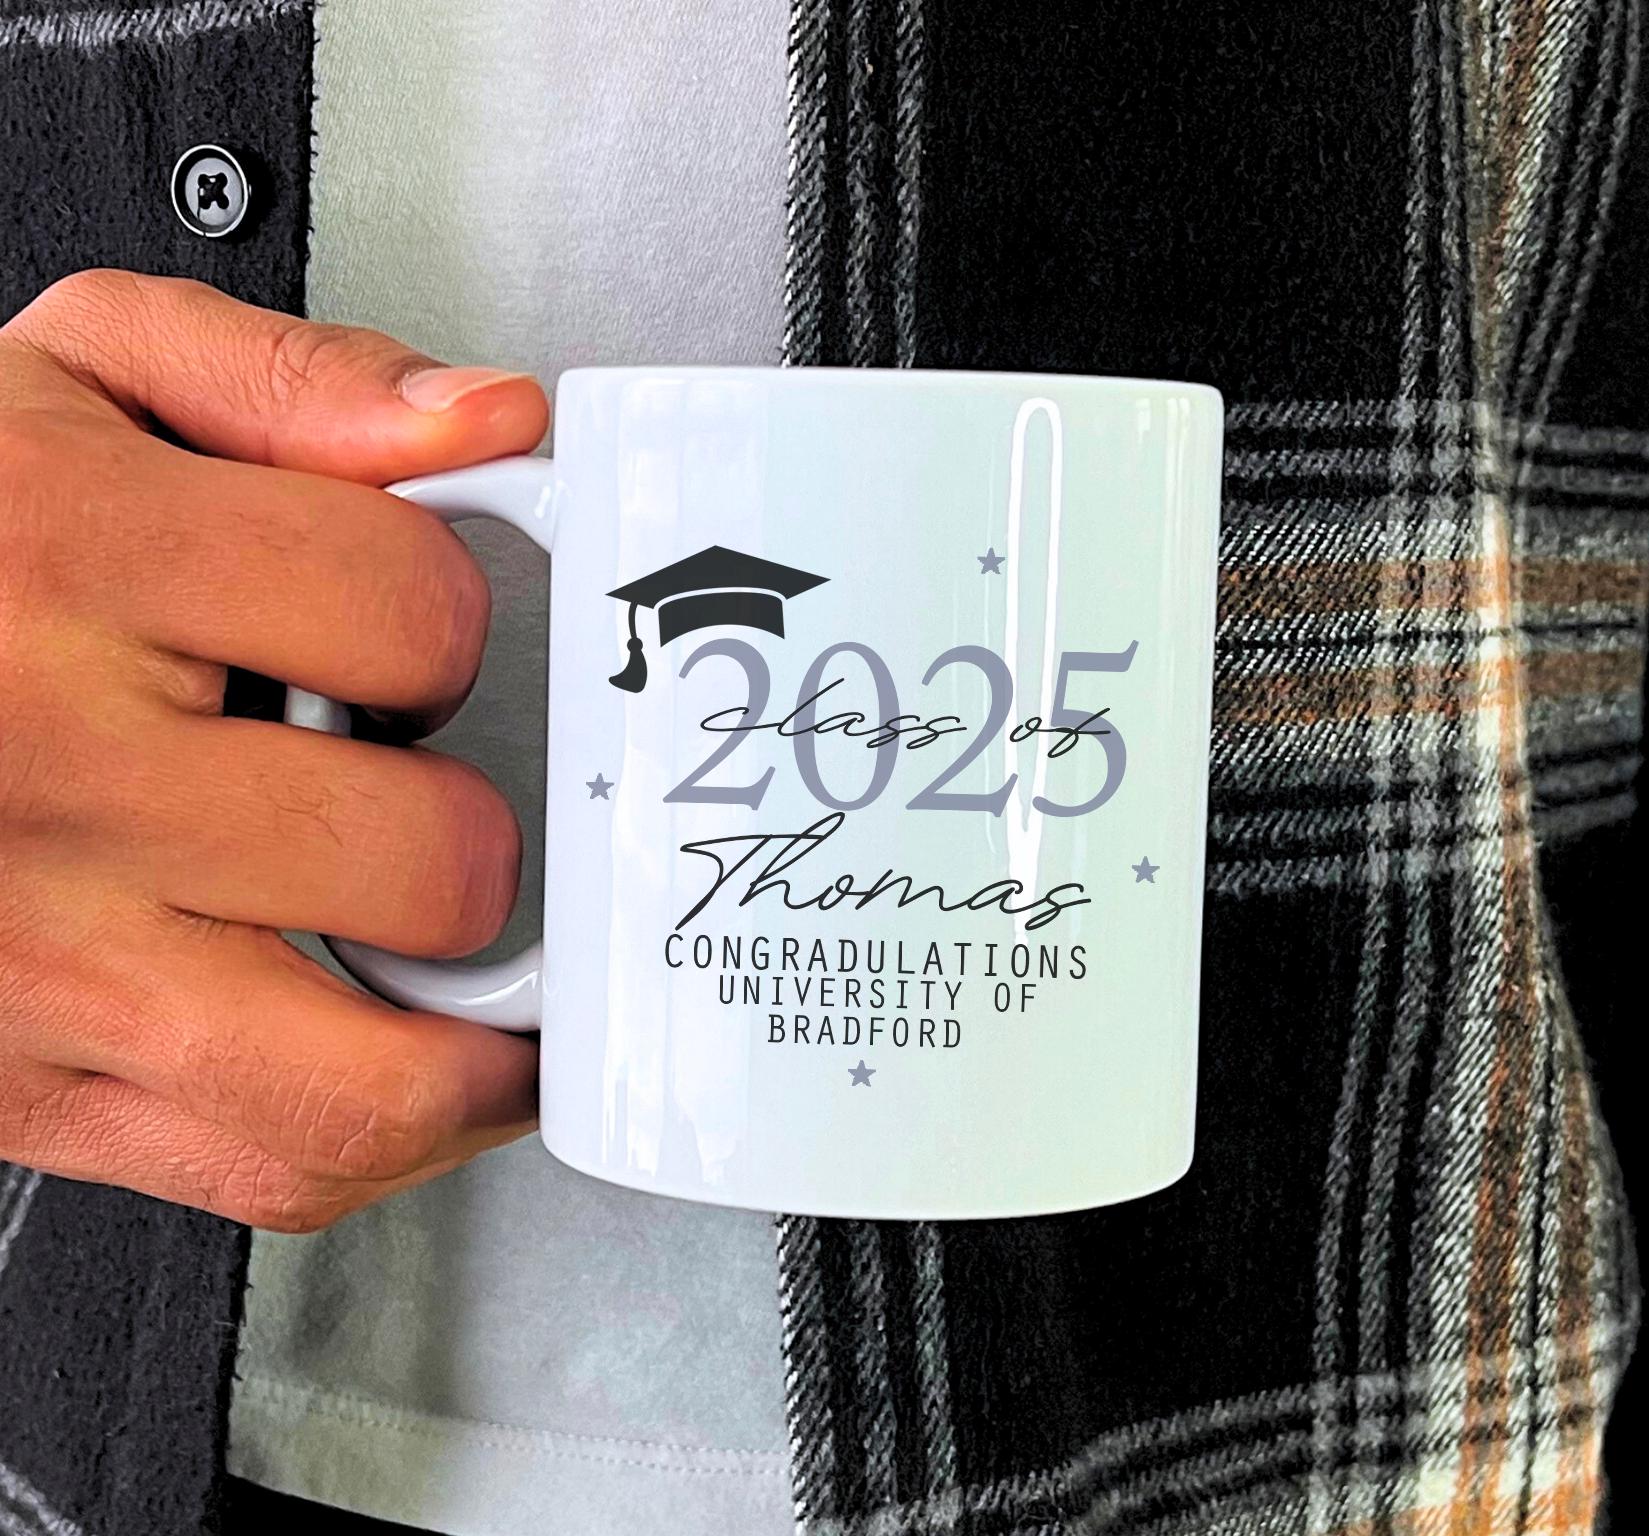 2025
class of
Thomas
CONGRADULATIONS
UNIVERSITY OF
BRADFORD